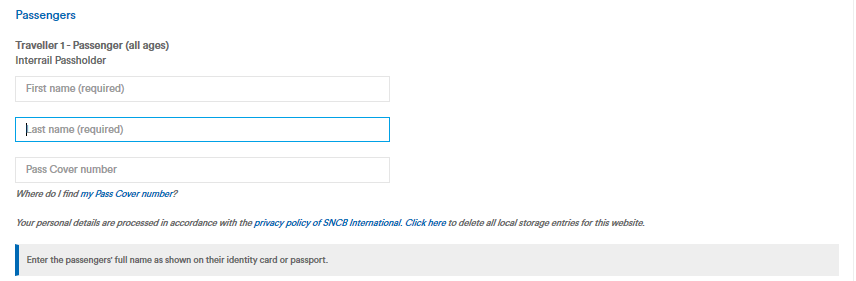 Passengers
Traveller 1 - Passenger (all ages)
Interrail Passholder
First name (required)
Last name (required)
Pass Cover number
Where do I find my Pass Cover number?
Your personal details are processed in accordance with the privacy policy of SNCB International. Click here to delete all local storage entries for this website.
Enter the passengers' full name as shown on their identity card or passport.